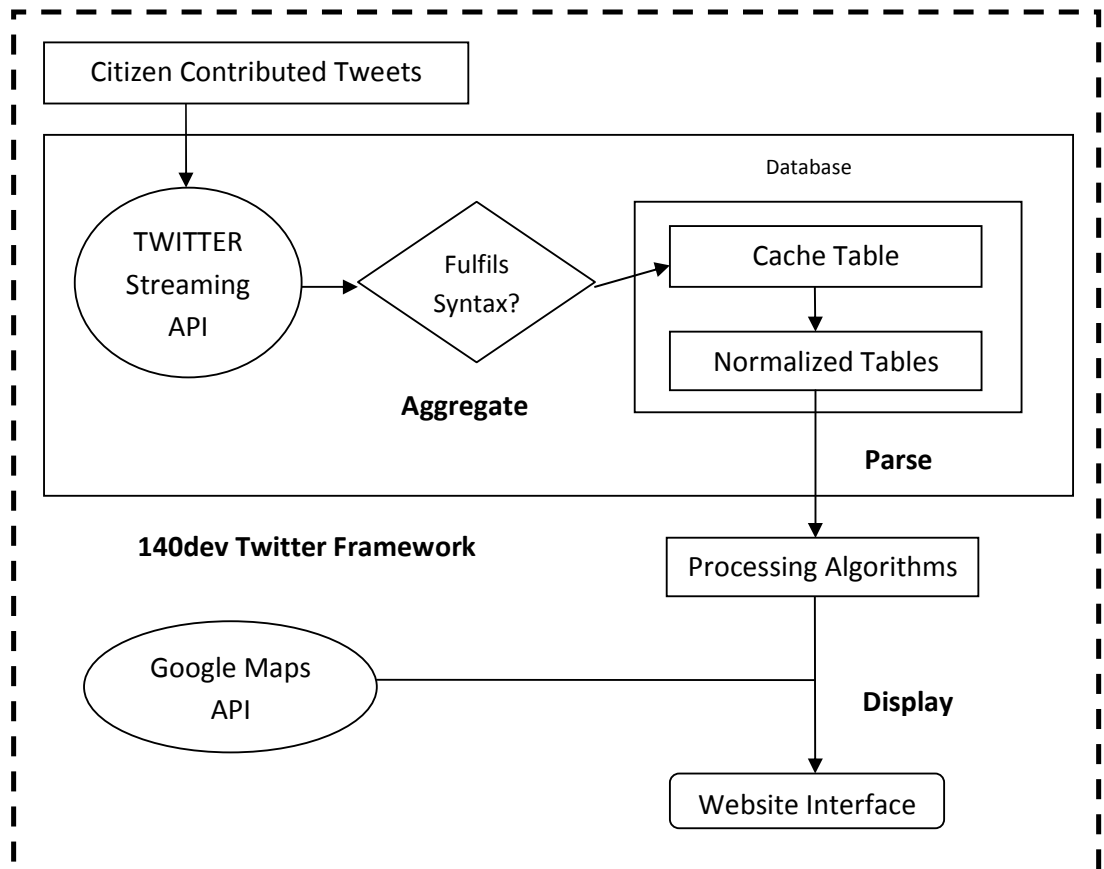 Citizen Contributed Tweets
Database
TWITTER
Streaming
API
Fulfils
Syntax?
Cache Table
Normalized Tables
Aggregate
Parse
140dev Twitter Framework
Processing Algorithms
Google Maps
API
Display
Website Interface